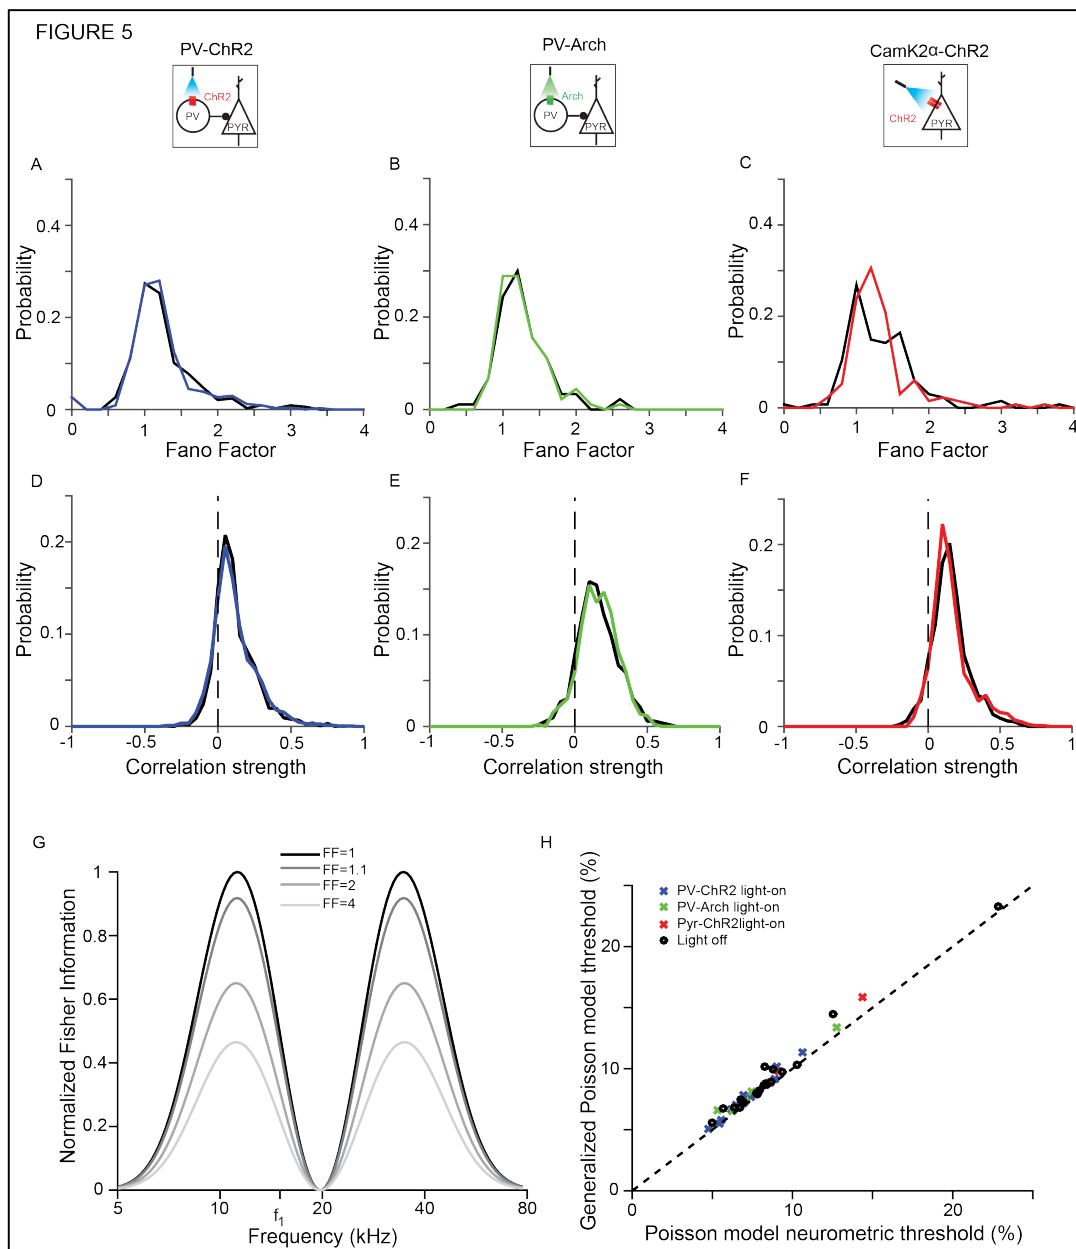 FIGURE 5
PV-ChR2
PV-Arch
CamK2α-ChR2
ChR2
PV
PYR
Arch
PV
PYR
ChR2
PYR
A
B
C
Probability
0.4
0.2
0
0 1 2 3 4
Fano Factor
Probability
0.4
0.2
0
0 1 2 3 4
Fano Factor
Probability
0.4
0.2
0
0 1 2 3 4
Fano Factor
D
E
F
Probability
0.2
0.1
0
-1 -0.5 0 0.5 1
Correlation strength
Probability
0.2
0.1
0
-1 -0.5 0 0.5 1
Correlation strength
Probability
0.2
0.1
0
-1 -0.5 0 0.5 1
Correlation strength
G
Normalized Fisher Information
1
0.8
0.6
0.4
0.2
0
FF=1
FF=1.1
FF=2
FF=4
5 f1 20 10 40 80
Frequency (kHz)
H
Generalized Poisson model threshold (%)
20
10
0
PV-ChR2 light-on
PV-Arch light-on
Pyr-ChR2light-on
Light off
0 10 20
Poisson model neurometric threshold (%)